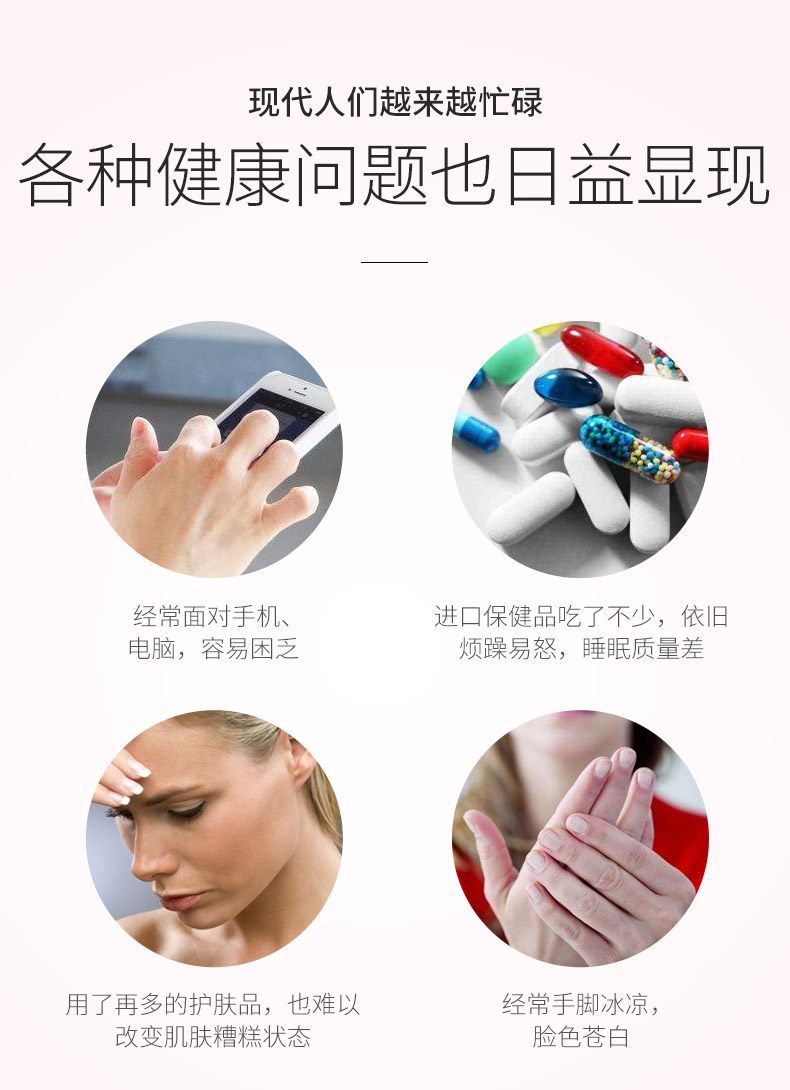 现代人们越来越忙碌
各种健康问题也日益显现
经常面对手机、
电脑，容易困乏
进口保健品吃了不少，依旧
烦躁易怒，睡眠质量差
用了再多的护肤品，也难以
改变肌肤糟糕状态
经常手脚冰凉，
脸色苍白